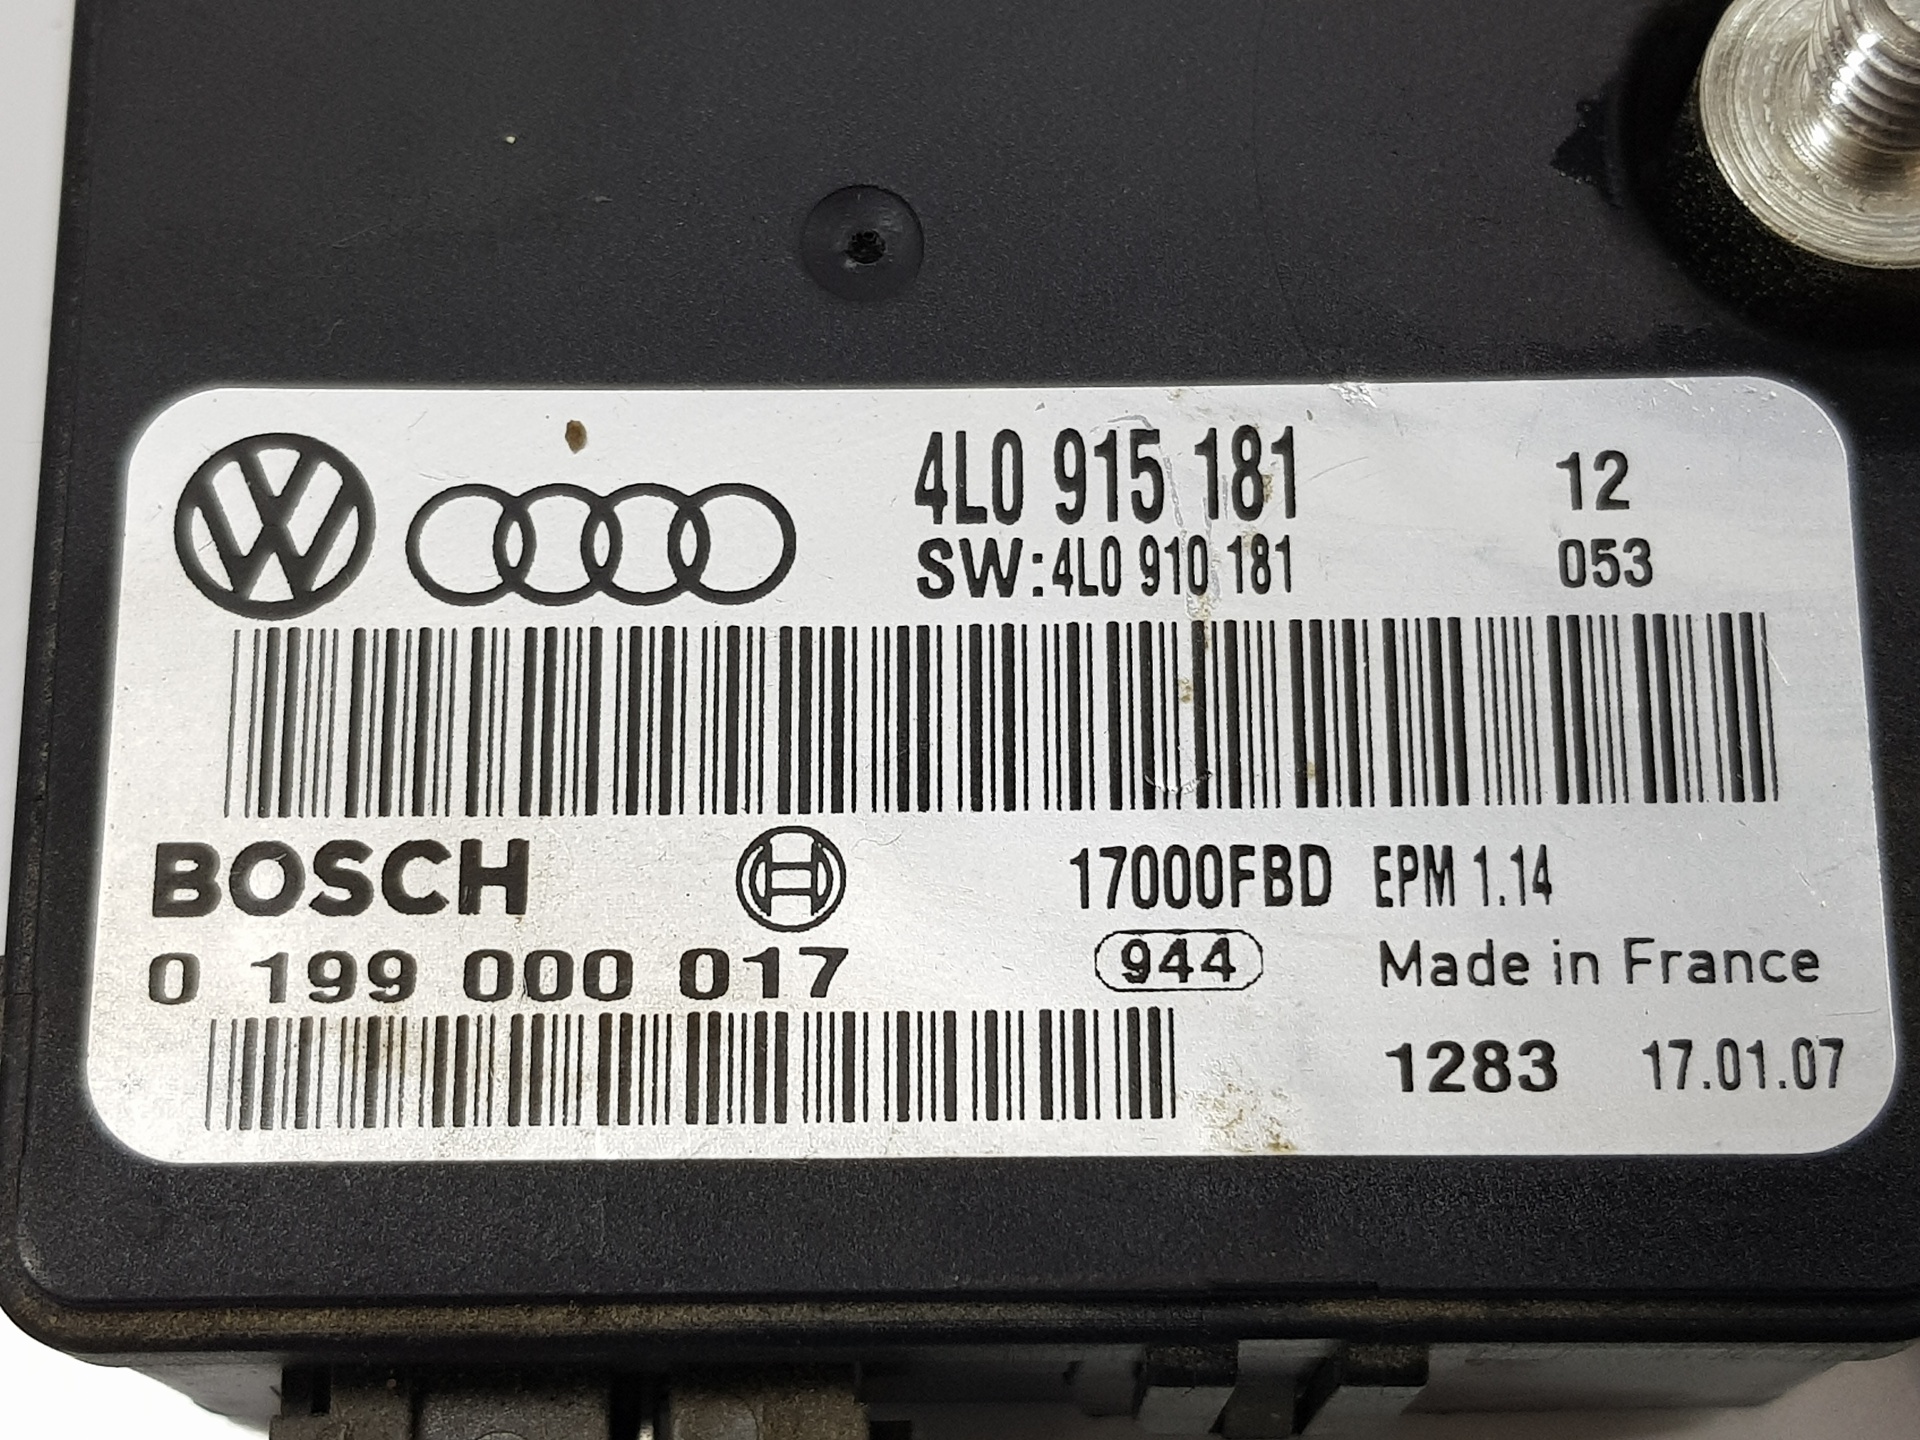 4L0 915 181 12
SW:4L0 910 181 053
BOSCH 17000FBD EPM 1.14
0 199 000 017 944 Made in France
1283 17.01.07